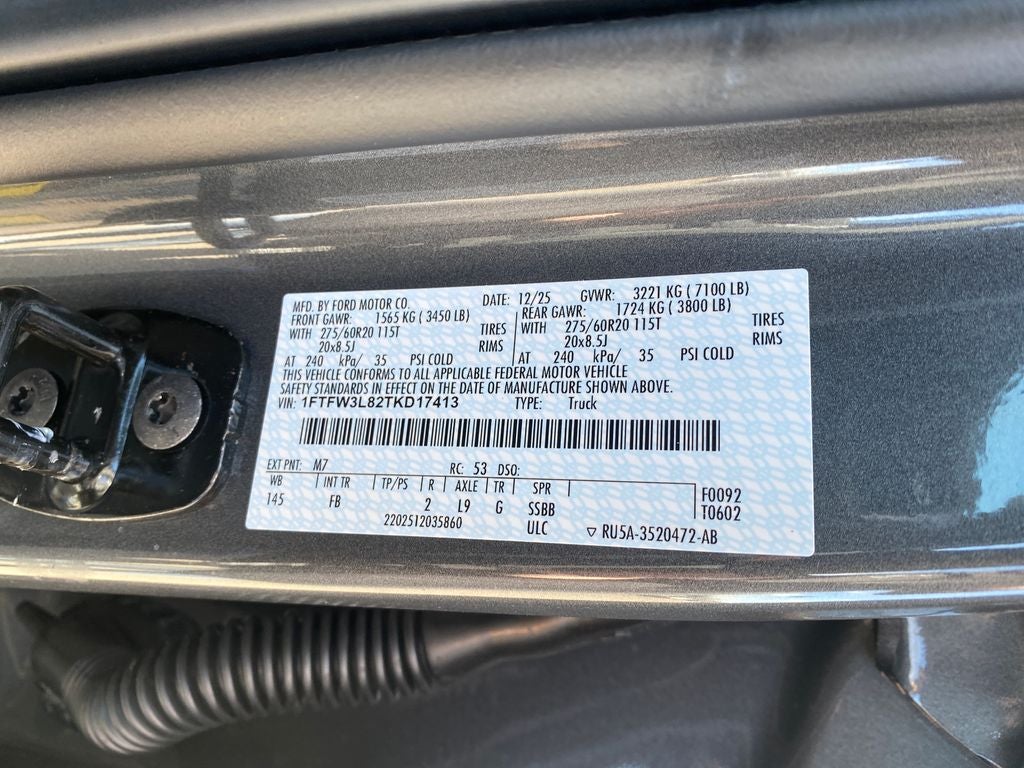 MFD. BY FORD MOTOR CO. DATE: 12/25 GVWR: 3221 KG ( 7100 LB)
FRONT GAWR: 1565 KG ( 3450 LB) REAR GAWR: 1724 KG ( 3800 LB)
WITH 275/60R20 115T TIRES WITH 275/60R20 115T TIRES
20x8.5J RIMS 20x8.5J RIMS
AT 240 kPa/ 35 PSI COLD AT 240 kPa/ 35 PSI COLD
THIS VEHICLE CONFORMS TO ALL APPLICABLE FEDERAL MOTOR VEHICLE
SAFETY STANDARDS IN EFFECT ON THE DATE OF MANUFACTURE SHOWN ABOVE.
VIN: 1FTFW3L82TKD17413 TYPE: Truck
EXT PNT: M7 RC: 53 DSO:
WB INT TR TP/PS R AXLE TR SPR F0092
145 FB 2 L9 G SSBB T0602
2202512035860 ULC ▽ RU5A-3520472-AB